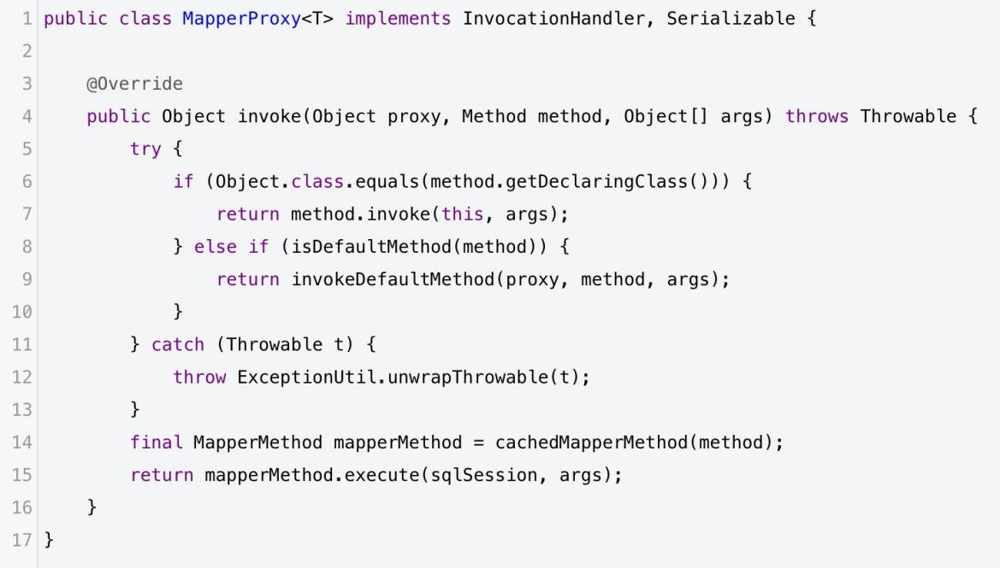 1 public class MapperProxy<T> implements InvocationHandler, Serializable {
2
3     @Override
4     public Object invoke(Object proxy, Method method, Object[] args) throws Throwable {
5         try {
6             if (Object.class.equals(method.getDeclaringClass())) {
7                 return method.invoke(this, args);
8             } else if (isDefaultMethod(method)) {
9                 return invokeDefaultMethod(proxy, method, args);
10             }
11         } catch (Throwable t) {
12             throw ExceptionUtil.unwrapThrowable(t);
13         }
14         final MapperMethod mapperMethod = cachedMapperMethod(method);
15         return mapperMethod.execute(sqlSession, args);
16     }
17 }